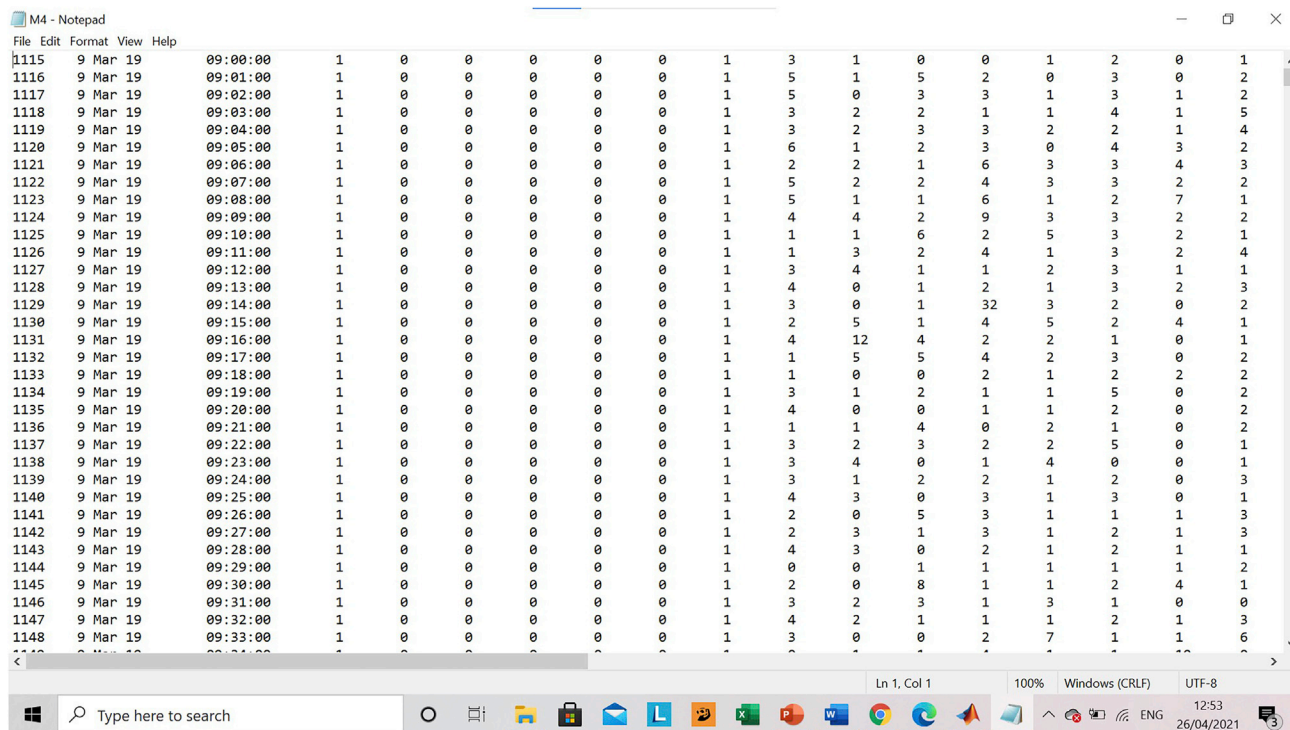 M4 - Notepad
File Edit Format View Help
1115 9 Mar 19 09:00:00 1 0 0 0 0 0 1 3 1 0 0 1 2 0 1
1116 9 Mar 19 09:01:00 1 0 0 0 0 0 1 5 1 5 2 0 3 0 2
1117 9 Mar 19 09:02:00 1 0 0 0 0 0 1 5 0 3 3 1 3 1 2
1118 9 Mar 19 09:03:00 1 0 0 0 0 0 1 3 2 2 1 1 4 1 5
1119 9 Mar 19 09:04:00 1 0 0 0 0 0 1 3 2 3 3 2 2 1 4
1120 9 Mar 19 09:05:00 1 0 0 0 0 0 1 6 1 2 3 0 4 3 2
1121 9 Mar 19 09:06:00 1 0 0 0 0 0 1 2 2 1 6 3 3 4 3
1122 9 Mar 19 09:07:00 1 0 0 0 0 0 1 5 2 2 4 3 3 2 2
1123 9 Mar 19 09:08:00 1 0 0 0 0 0 1 5 1 1 6 1 2 7 1
1124 9 Mar 19 09:09:00 1 0 0 0 0 0 1 4 4 2 9 3 3 2 2
1125 9 Mar 19 09:10:00 1 0 0 0 0 0 1 1 1 6 2 5 3 2 1
1126 9 Mar 19 09:11:00 1 0 0 0 0 0 1 1 3 2 4 1 3 2 4
1127 9 Mar 19 09:12:00 1 0 0 0 0 0 1 3 4 1 1 2 3 1 1
1128 9 Mar 19 09:13:00 1 0 0 0 0 0 1 4 0 1 2 1 3 2 3
1129 9 Mar 19 09:14:00 1 0 0 0 0 0 1 3 0 1 32 3 2 0 2
1130 9 Mar 19 09:15:00 1 0 0 0 0 0 1 2 5 1 4 5 2 4 1
1131 9 Mar 19 09:16:00 1 0 0 0 0 0 1 4 12 4 2 2 1 0 1
1132 9 Mar 19 09:17:00 1 0 0 0 0 0 1 1 5 5 4 2 3 0 2
1133 9 Mar 19 09:18:00 1 0 0 0 0 0 1 1 0 0 2 1 2 2 2
1134 9 Mar 19 09:19:00 1 0 0 0 0 0 1 3 1 2 1 1 5 0 2
1135 9 Mar 19 09:20:00 1 0 0 0 0 0 1 4 0 0 1 1 2 0 2
1136 9 Mar 19 09:21:00 1 0 0 0 0 0 1 1 1 4 0 2 1 0 2
1137 9 Mar 19 09:22:00 1 0 0 0 0 0 1 3 2 3 2 2 5 0 1
1138 9 Mar 19 09:23:00 1 0 0 0 0 0 1 3 4 0 1 4 0 0 1
1139 9 Mar 19 09:24:00 1 0 0 0 0 0 1 3 1 2 2 1 2 0 3
1140 9 Mar 19 09:25:00 1 0 0 0 0 0 1 4 3 0 3 1 3 0 1
1141 9 Mar 19 09:26:00 1 0 0 0 0 0 1 2 0 5 3 1 1 1 3
1142 9 Mar 19 09:27:00 1 0 0 0 0 0 1 2 3 1 3 1 2 1 3
1143 9 Mar 19 09:28:00 1 0 0 0 0 0 1 4 3 0 2 1 2 1 1
1144 9 Mar 19 09:29:00 1 0 0 0 0 0 1 0 0 1 1 1 1 1 2
1145 9 Mar 19 09:30:00 1 0 0 0 0 0 1 2 0 8 1 1 2 4 1
1146 9 Mar 19 09:31:00 1 0 0 0 0 0 1 3 2 3 1 3 1 0 0
1147 9 Mar 19 09:32:00 1 0 0 0 0 0 1 4 2 1 1 1 2 1 3
1148 9 Mar 19 09:33:00 1 0 0 0 0 0 1 3 0 0 2 7 1 1 6
Ln 1, Col 1 100% Windows (CRLF) UTF-8
Type here to search
ENG
12:53
26/04/2021
3